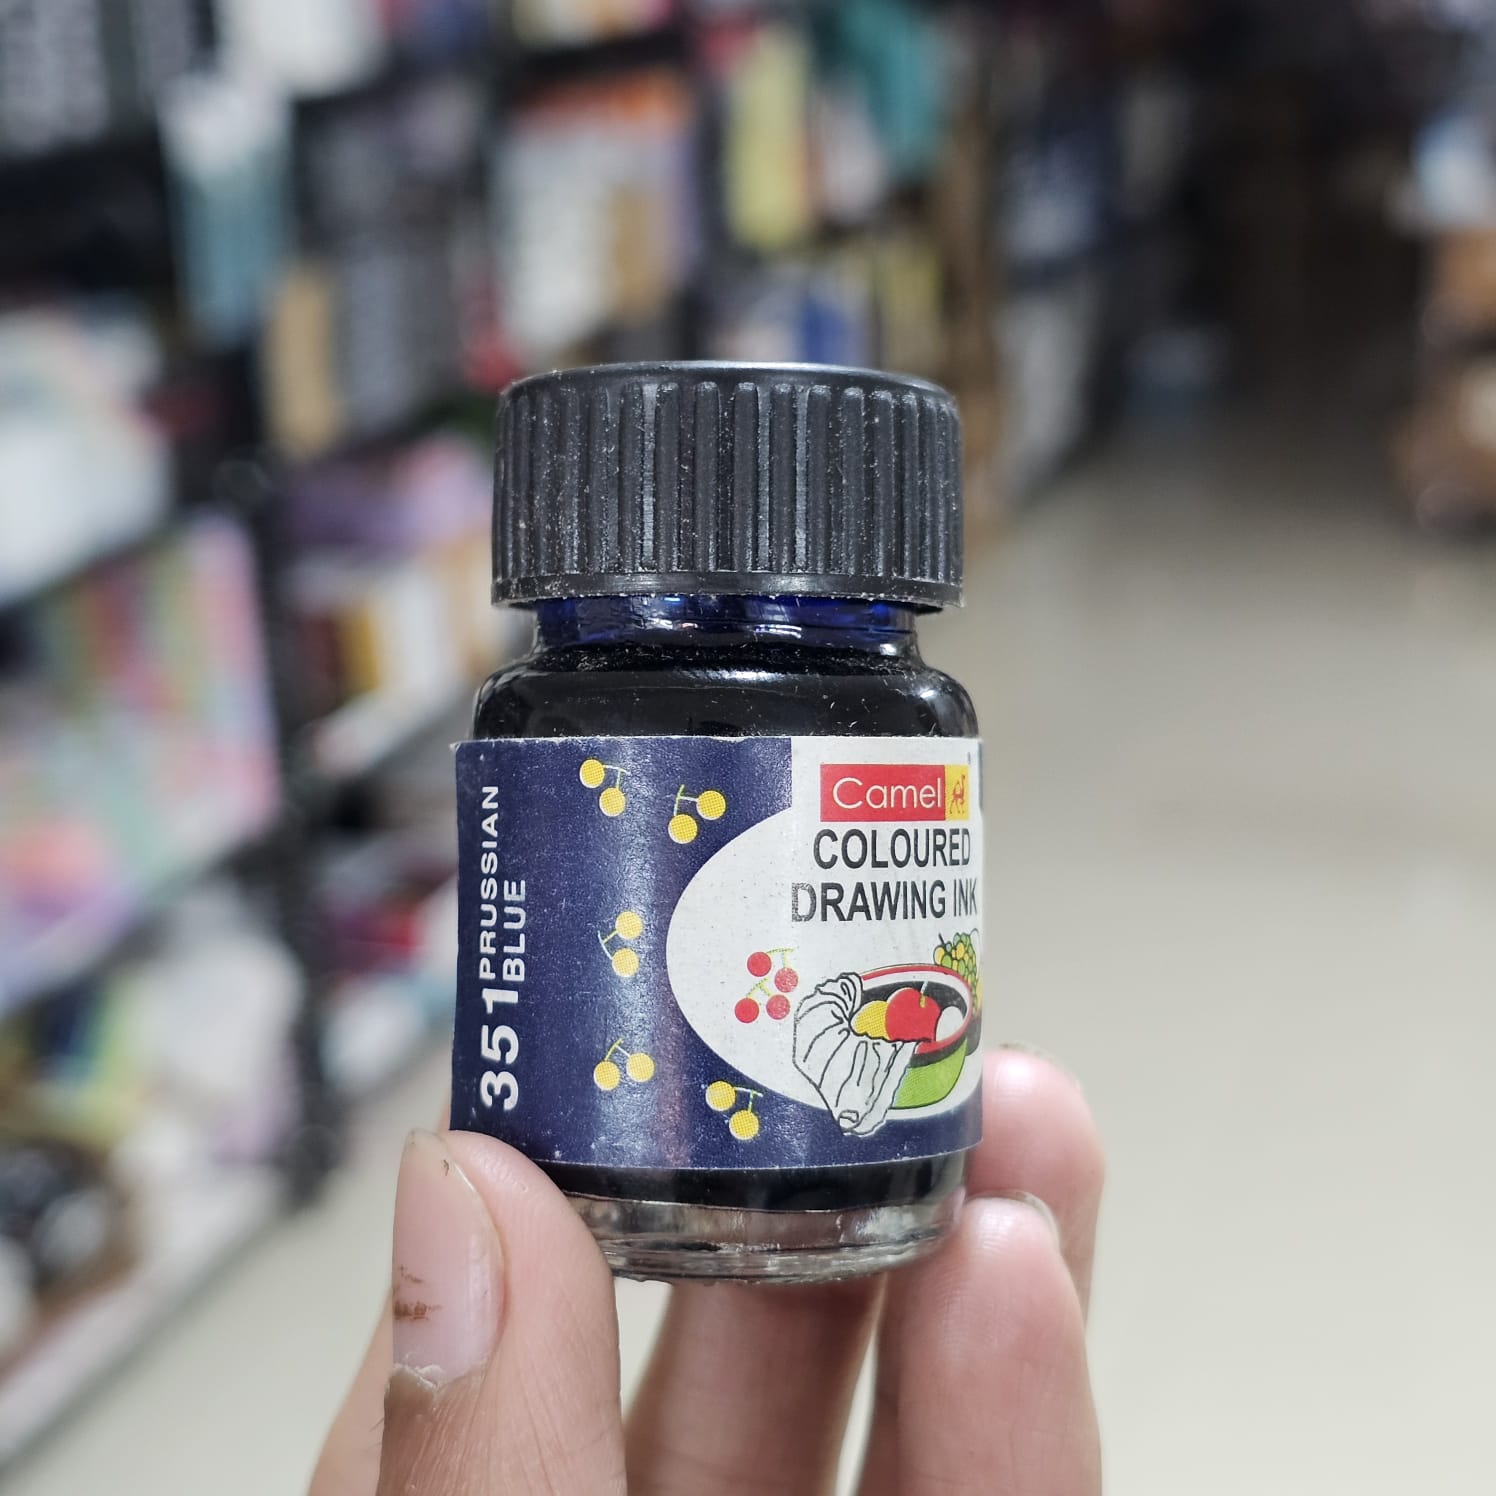 Camel
®
COLOURED
DRAWING INK
351 PRUSSIAN
BLUE